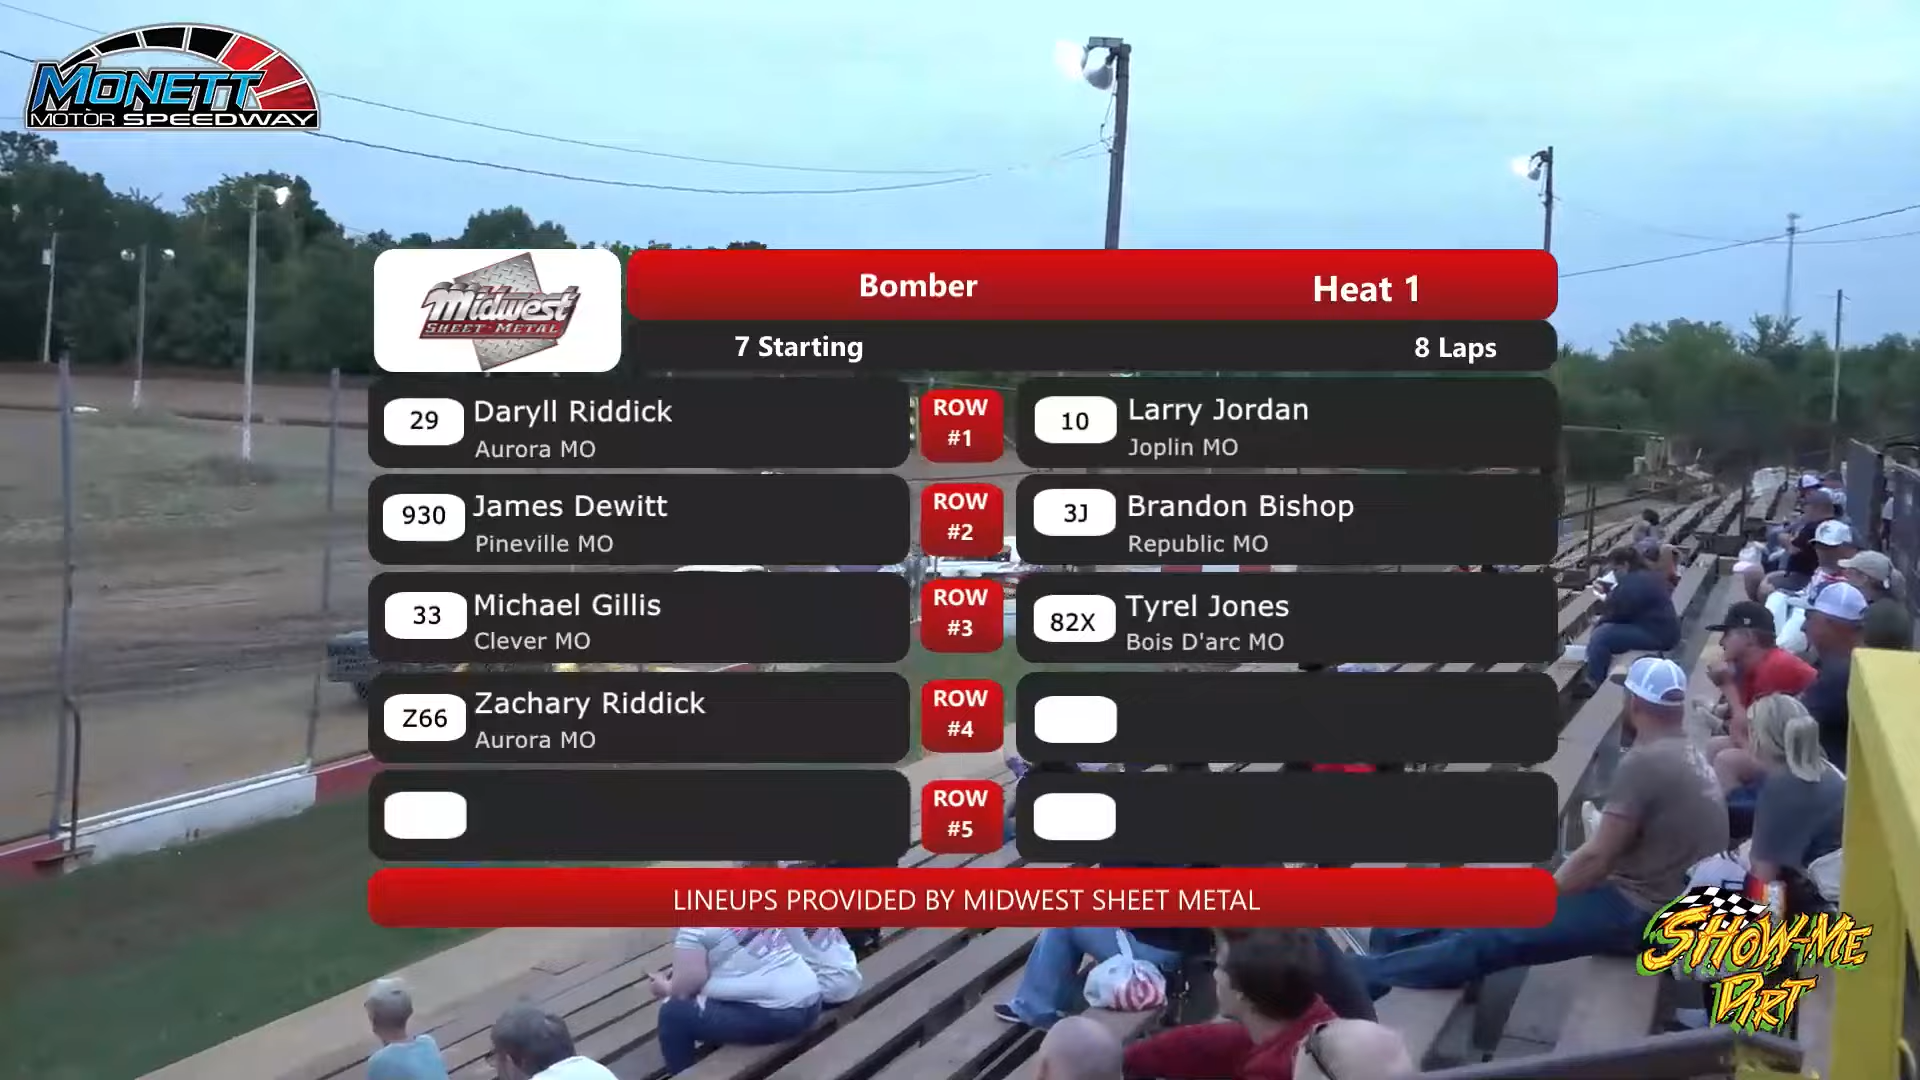 MONETT
MOTOR SPEEDWAY
Midwest
SHEET-METAL
Bomber
Heat 1
7 Starting
8 Laps
29
Daryll Riddick
Aurora MO
ROW
#1
10
Larry Jordan
Joplin MO
930
James Dewitt
Pineville MO
ROW
#2
3J
Brandon Bishop
Republic MO
33
Michael Gillis
Clever MO
ROW
#3
82X
Tyrel Jones
Bois D'arc MO
Z66
Zachary Riddick
Aurora MO
ROW
#4
ROW
#5
LINEUPS PROVIDED BY MIDWEST SHEET METAL
SHOW-ME
DIRT